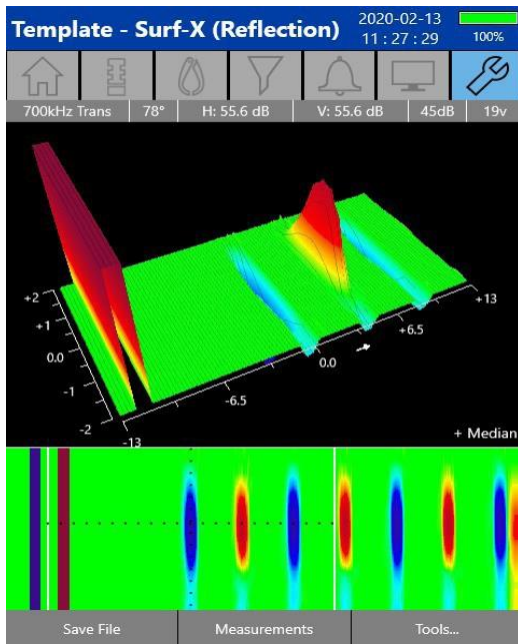 Template - Surf-X (Reflection)
2020-02-13
11 : 27 : 29
100%
700kHz Trans 78° H: 55.6 dB V: 55.6 dB 45dB 19v
+2
+1
0.0
-1
-2
-13
-6.5
0.0
+6.5
+13
+ Median
Save File Measurements Tools...